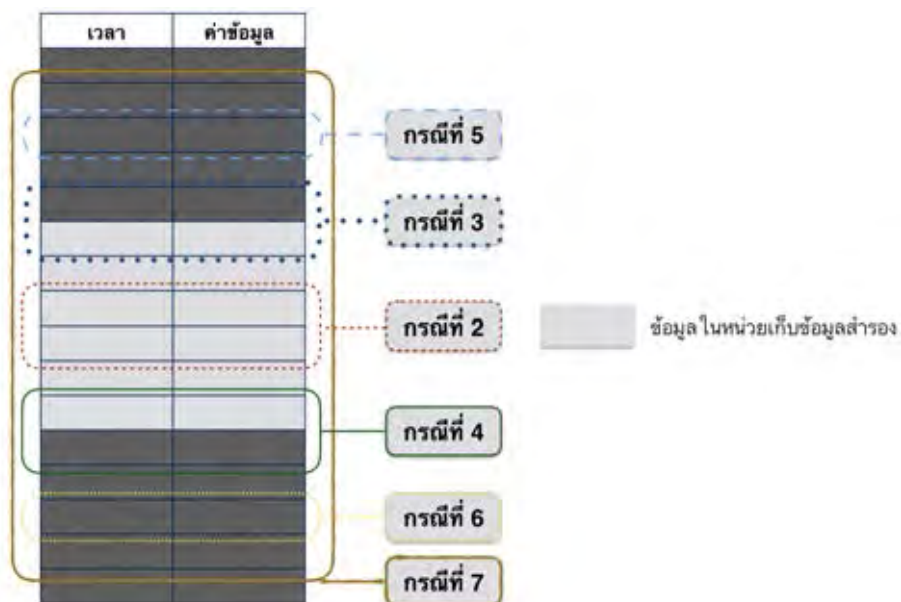 เวลา ค่าข้อมูล
กรณีที่ 5
กรณีที่ 3
กรณีที่ 2
ข้อมูล ในหน่วยเก็บข้อมูลสำรอง
กรณีที่ 4
กรณีที่ 6
กรณีที่ 7